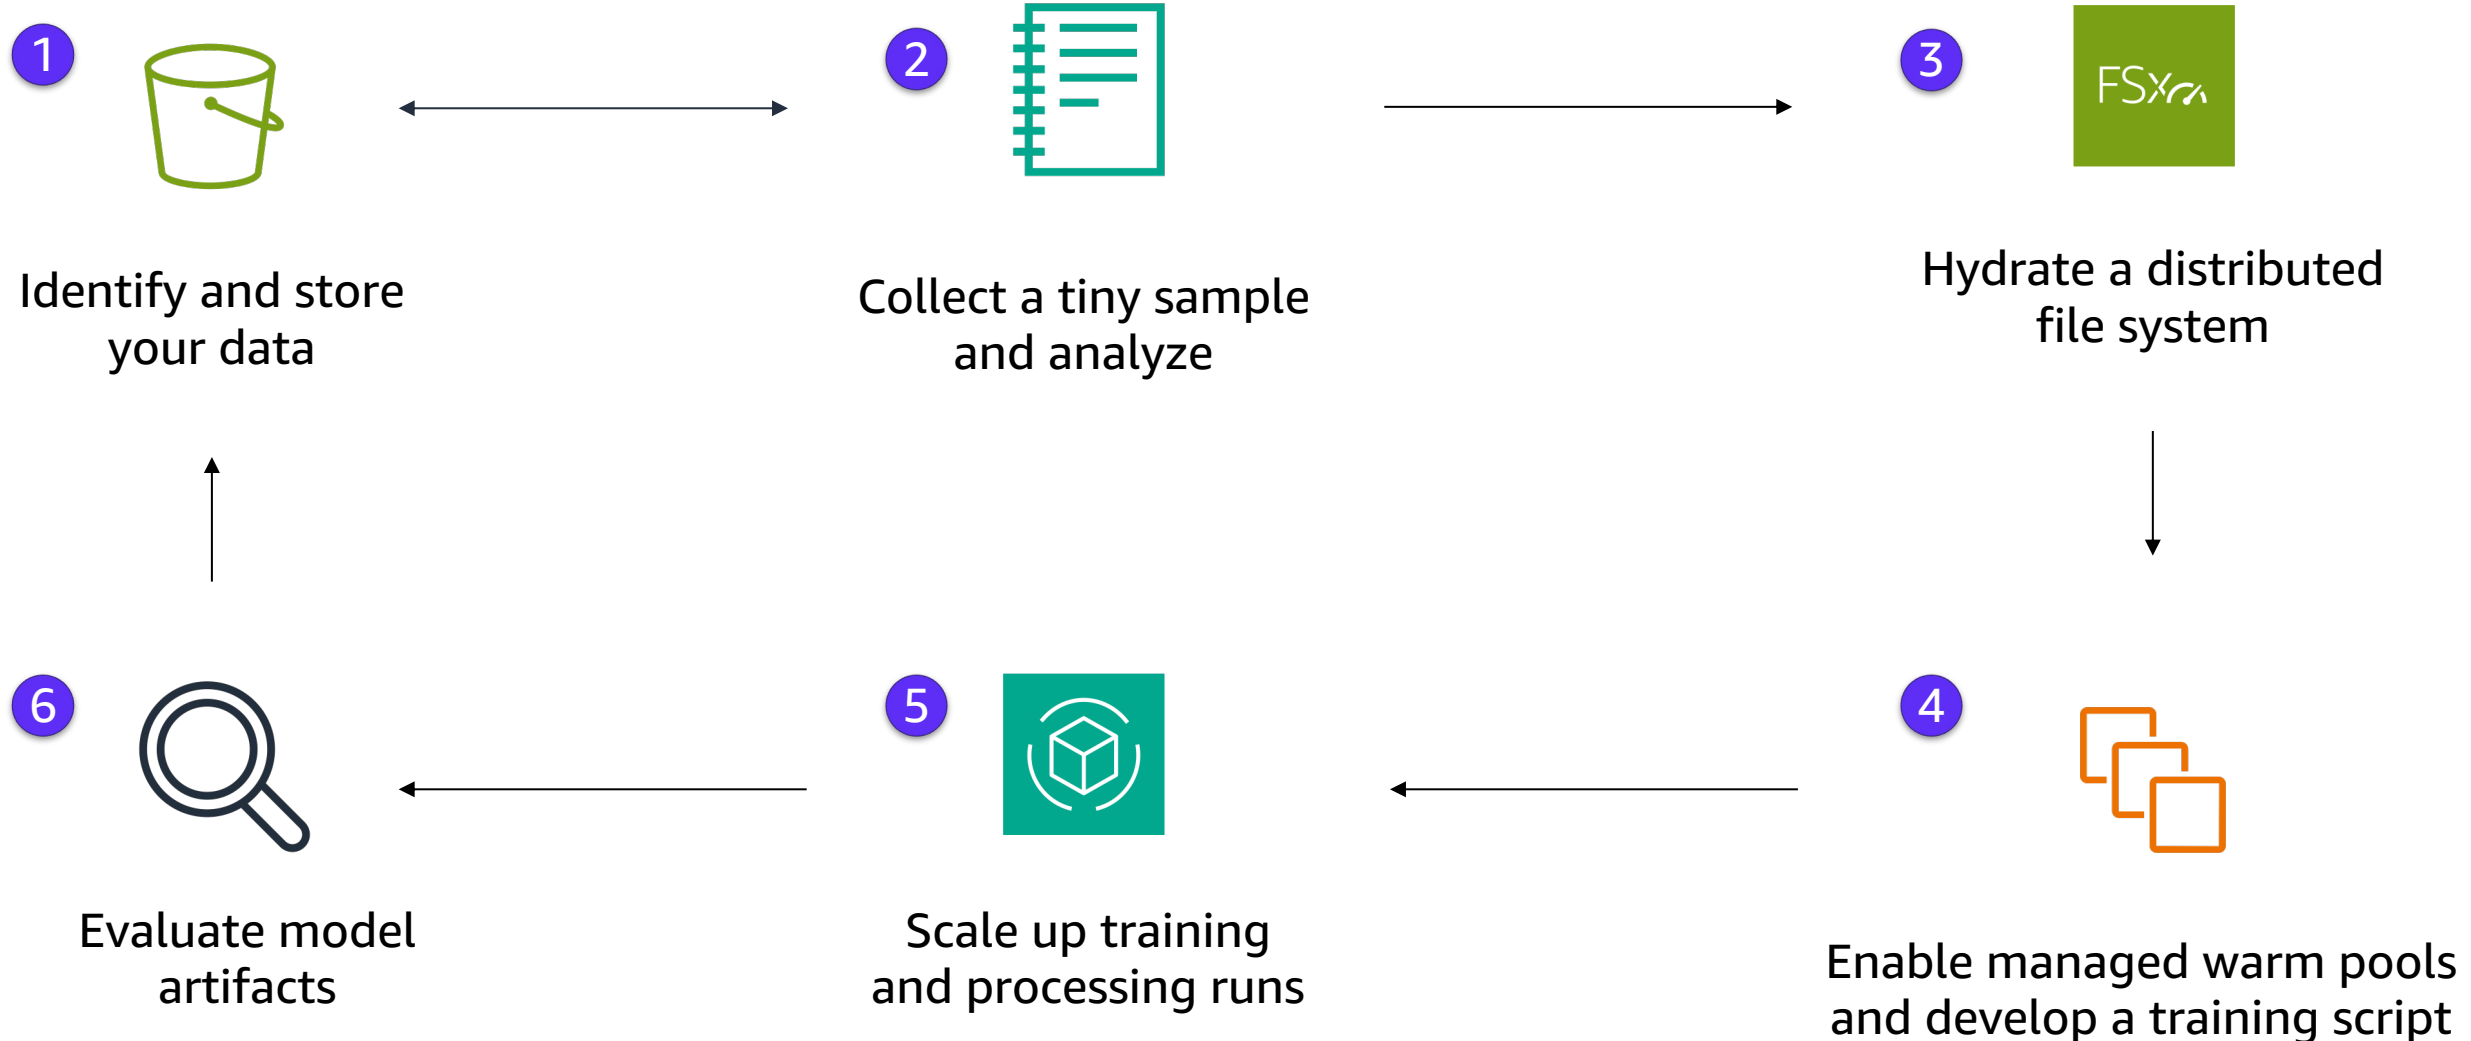 1
Identify and store
your data
2
Collect a tiny sample
and analyze
3
FSx
Hydrate a distributed
file system
4
Enable managed warm pools
and develop a training script
5
Scale up training
and processing runs
6
Evaluate model
artifacts